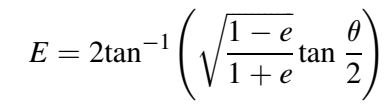 E = 2tan⁻¹(√((1 − e)/(1 + e)) tan θ/2)